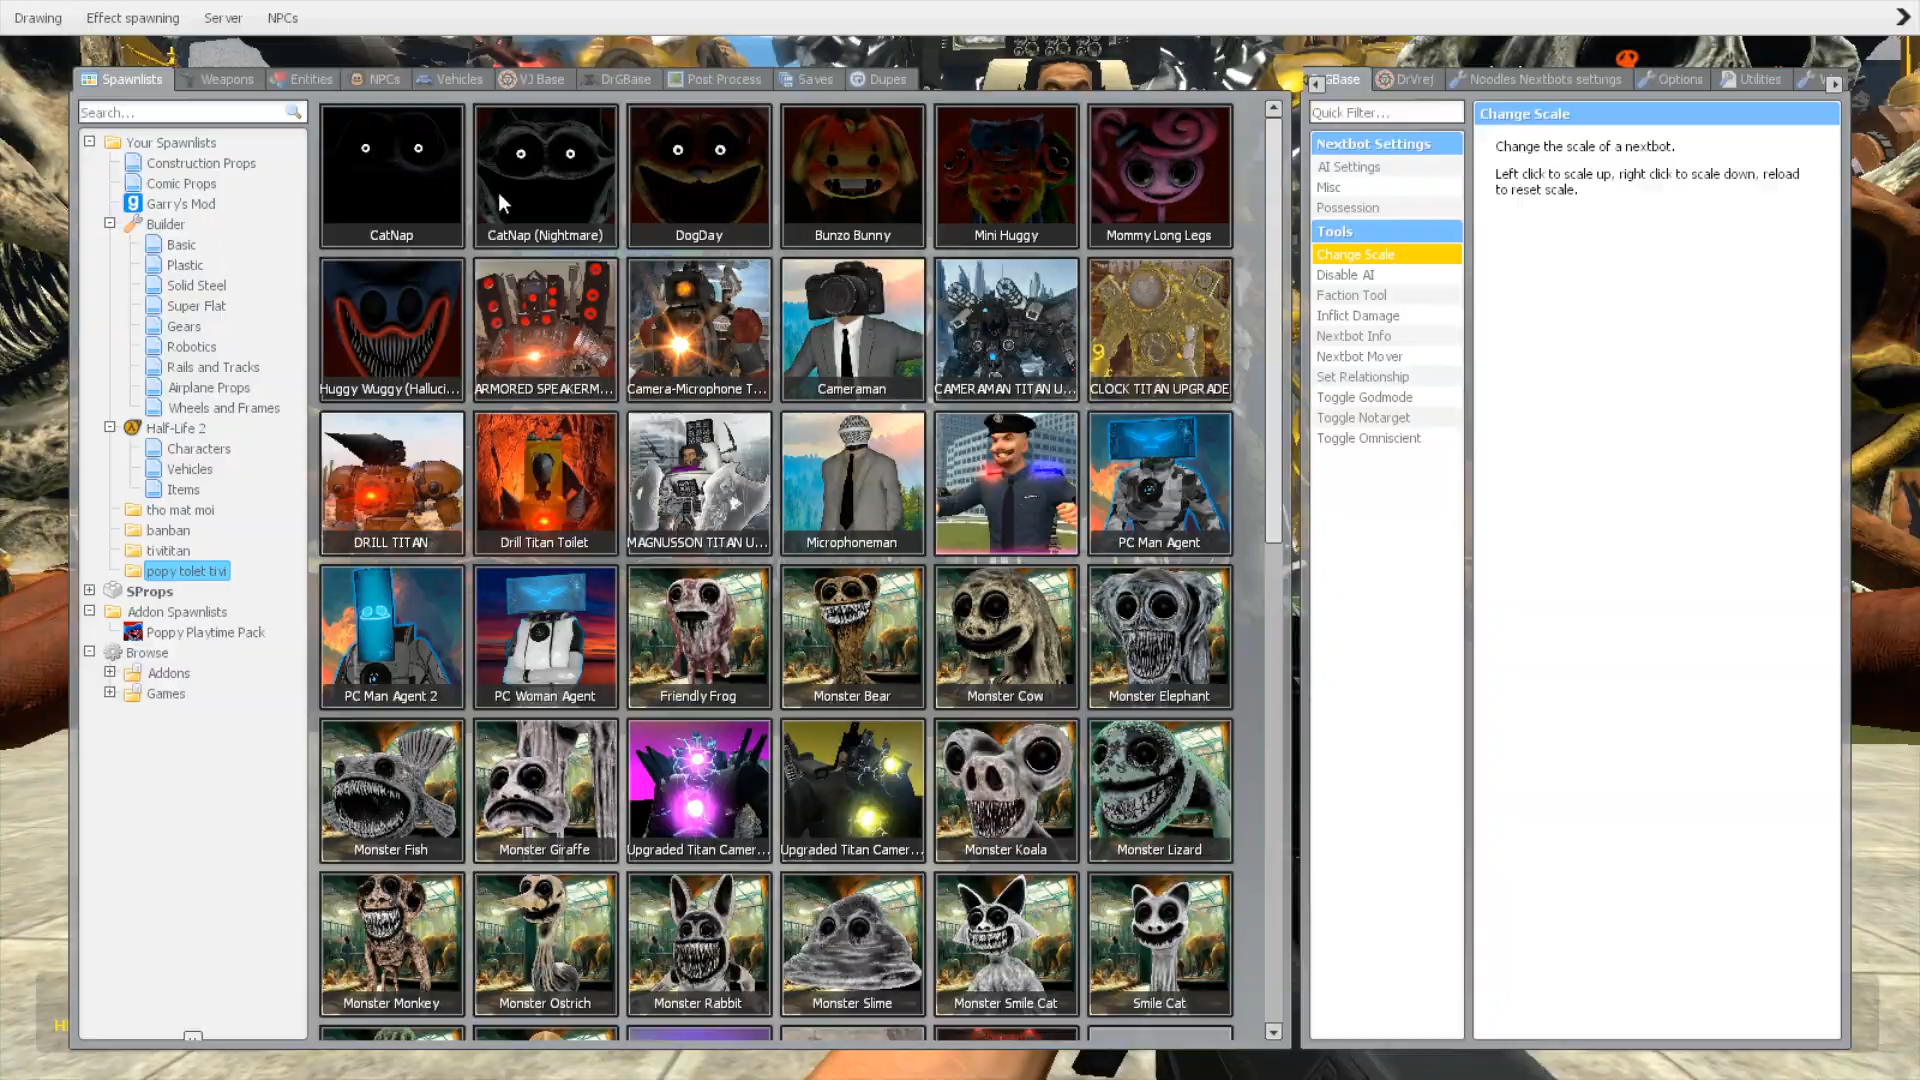 Drawing Effect spawning Server NPCs
Spawnlists Weapons Entities NPCs Vehicles VJ Base DrGBase Post Process Saves Dupes
Search...
Your Spawnlists
Construction Props
Comic Props
Garry's Mod
Builder
Basic
Plastic
Solid Steel
Super Flat
Gears
Robotics
Rails and Tracks
Airplane Props
Wheels and Frames
Half-Life 2
Characters
Vehicles
Items
tho mat moi
banban
tivititan
popy tolet tivi
SProps
Addon Spawnlists
Poppy Playtime Pack
Browse
Addons
Games
CatNap CatNap (Nightmare) DogDay Bunzo Bunny Mini Huggy Mommy Long Legs
Huggy Wuggy (Halluci... ARMORED SPEAKERM... Camera-Microphone T... Cameraman CAMERAMAN TITAN U... CLOCK TITAN UPGRADE
DRILL TITAN Drill Titan Toilet MAGNUSSON TITAN U... Microphoneman PC Man Agent
PC Man Agent 2 PC Woman Agent Friendly Frog Monster Bear Monster Cow Monster Elephant
Monster Fish Monster Giraffe Upgraded Titan Camer... Upgraded Titan Camer... Monster Koala Monster Lizard
Monster Monkey Monster Ostrich Monster Rabbit Monster Slime Monster Smile Cat Smile Cat
GBase DrVrej Noodles Nextbots settings Options Utilities
Quick Filter...
Nextbot Settings
AI Settings
Misc
Possession
Tools
Change Scale
Disable AI
Faction Tool
Inflict Damage
Nextbot Info
Nextbot Mover
Set Relationship
Toggle Godmode
Toggle Notarget
Toggle Omniscient
Change Scale
Change the scale of a nextbot.
Left click to scale up, right click to scale down, reload
to reset scale.